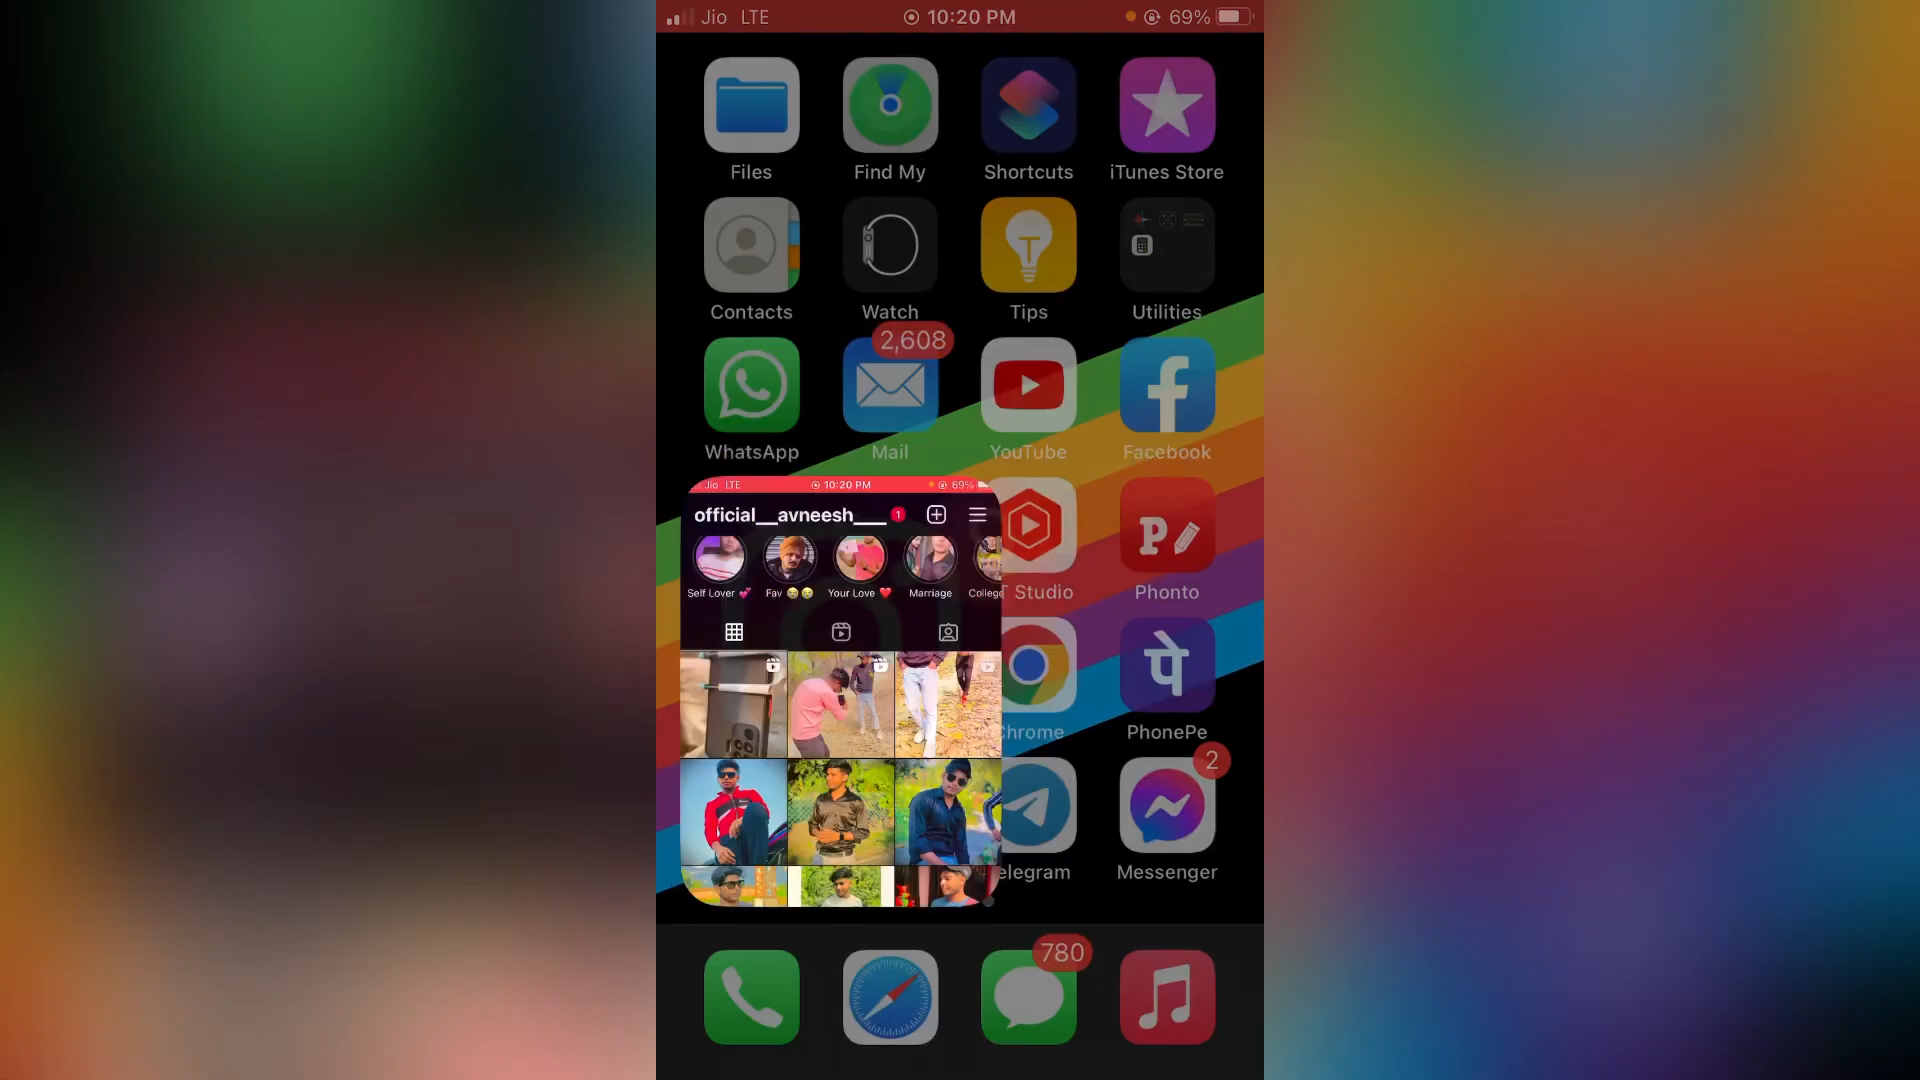 Jio LTE 10:20 PM 69%
Files Find My Shortcuts iTunes Store
Contacts Watch Tips Utilities
2,608
WhatsApp Mail YouTube Facebook
Jio LTE 10:20 PM 69%
official__avneesh___ 1
Self Lover 💕 Fav 😭😭 Your Love ❤️ Marriage College
T Studio P Phonto
Chrome पे PhonePe
2
elegram Messenger
780